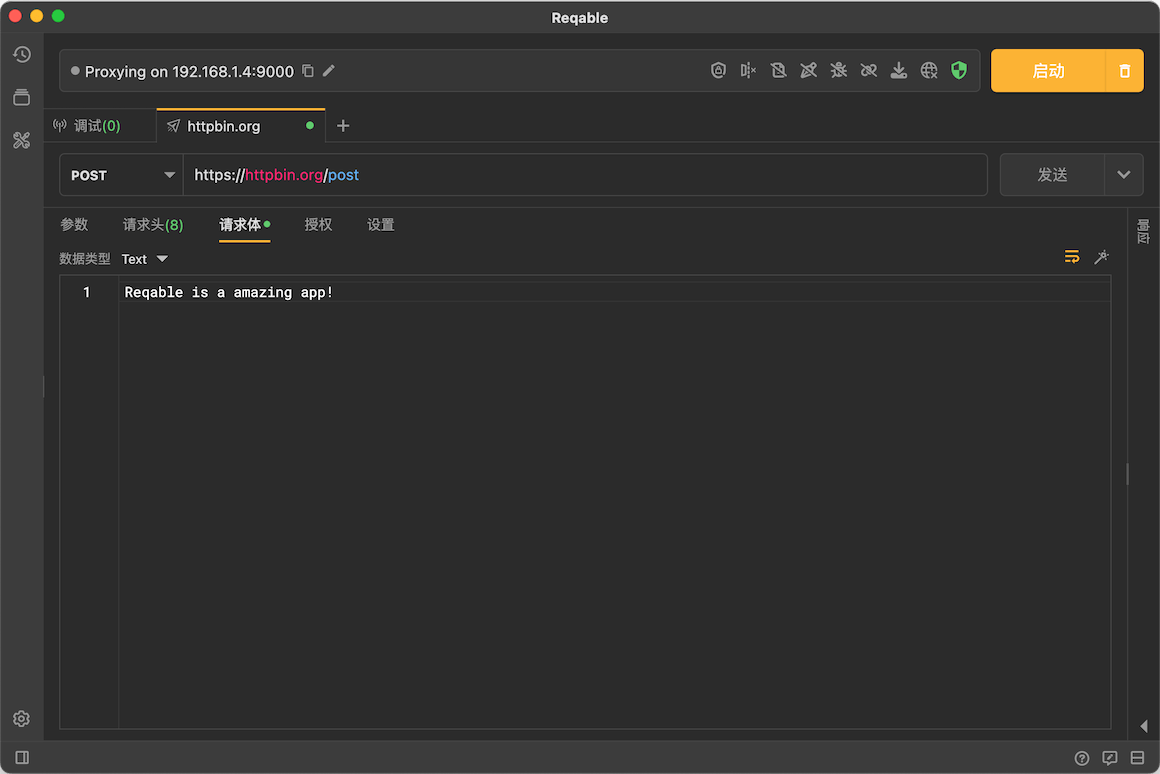 Reqable
Proxying on 192.168.1.4:9000
启动
调试(0)
httpbin.org
POST
https://httpbin.org/post
发送
参数
请求头(8)
请求体
授权
设置
响应
数据类型
Text
1
Reqable is a amazing app!